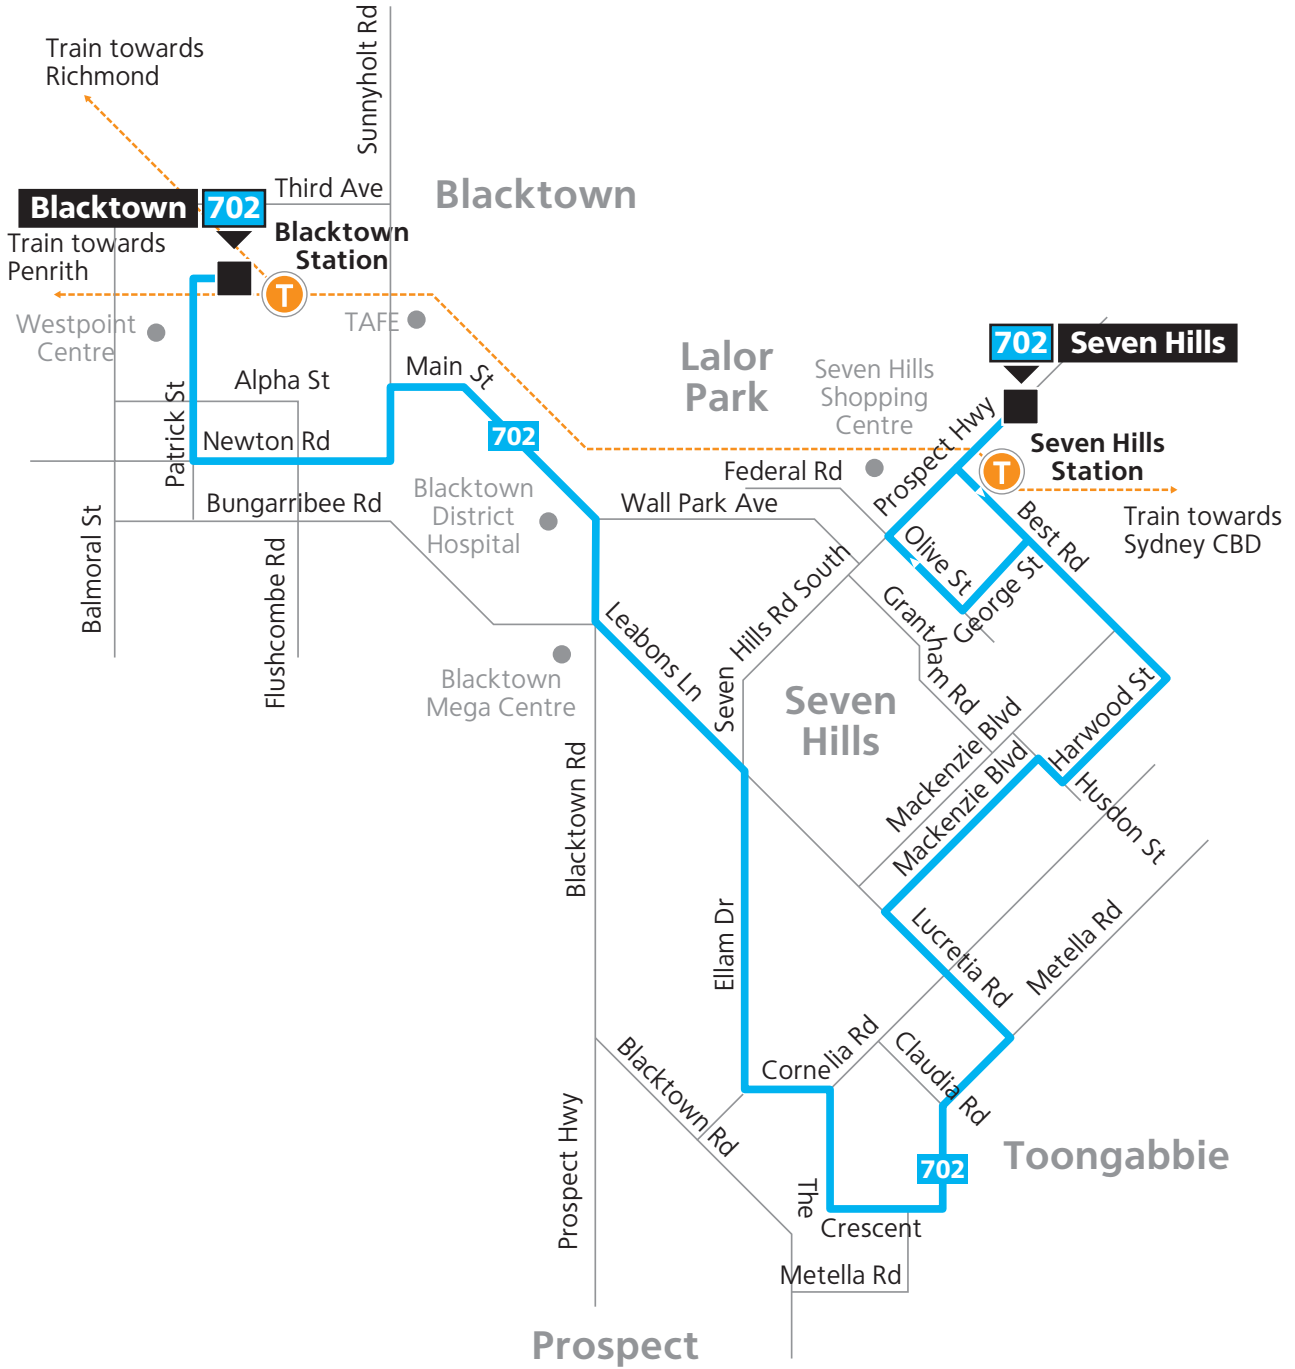 Train towards
Richmond
Sunnyholt Rd
Third Ave
Blacktown
Blacktown
702
Blacktown
Station
Train towards
Penrith
T
Westpoint
Centre
TAFE
Alpha St
Main St
Patrick St
Newton Rd
702
Bungarribee Rd
Balmoral St
Flushcombe Rd
Blacktown
District
Hospital
Lalor
Park
Seven Hills
Shopping
Centre
702
Seven Hills
Prospect Hwy
Seven Hills
Station
T
Federal Rd
Wall Park Ave
Train towards
Sydney CBD
Best Rd
Olive St
George St
Seven Hills Rd South
Grantham Rd
Leabons Ln
Blacktown
Mega Centre
Seven
Hills
Harwood St
Mackenzie Blvd
Mackenzie Blvd
Husdon St
Blacktown Rd
Ellam Dr
Lucretia Rd
Metella Rd
Cornelia Rd
Claudia Rd
Blacktown Rd
Prospect Hwy
702
Toongabbie
The
Crescent
Metella Rd
Prospect